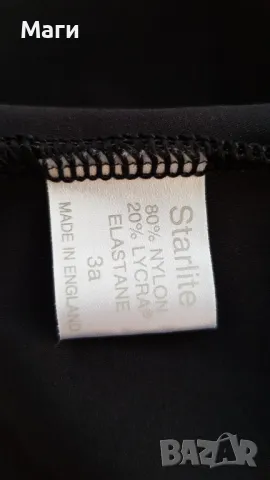 Маги
Starlite
80% NYLON
20% LYCRA®
ELASTANE
3a
MADE IN ENGLAND
BAZAR